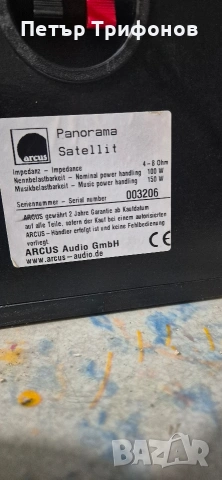 Петър Трифонов
arcus
Panorama
Satellit
Impedanz - Impedance 4-8 Ohm
Nennbelastbarkeit - Nominal power handling 100 W
Musikbelastbarkeit - Music power handling 150 W
Seriennummer - Serial number 003206
ARCUS gewährt 2 Jahre Garantie ab Kaufdatum
auf alle Teile, sofern der Kauf bei einem autorisierten
ARCUS-Händler erfolgt ist und keine Fehlbedienung
vorliegt.
ARCUS Audio GmbH CE
www.arcus-audio.de
BAZAR